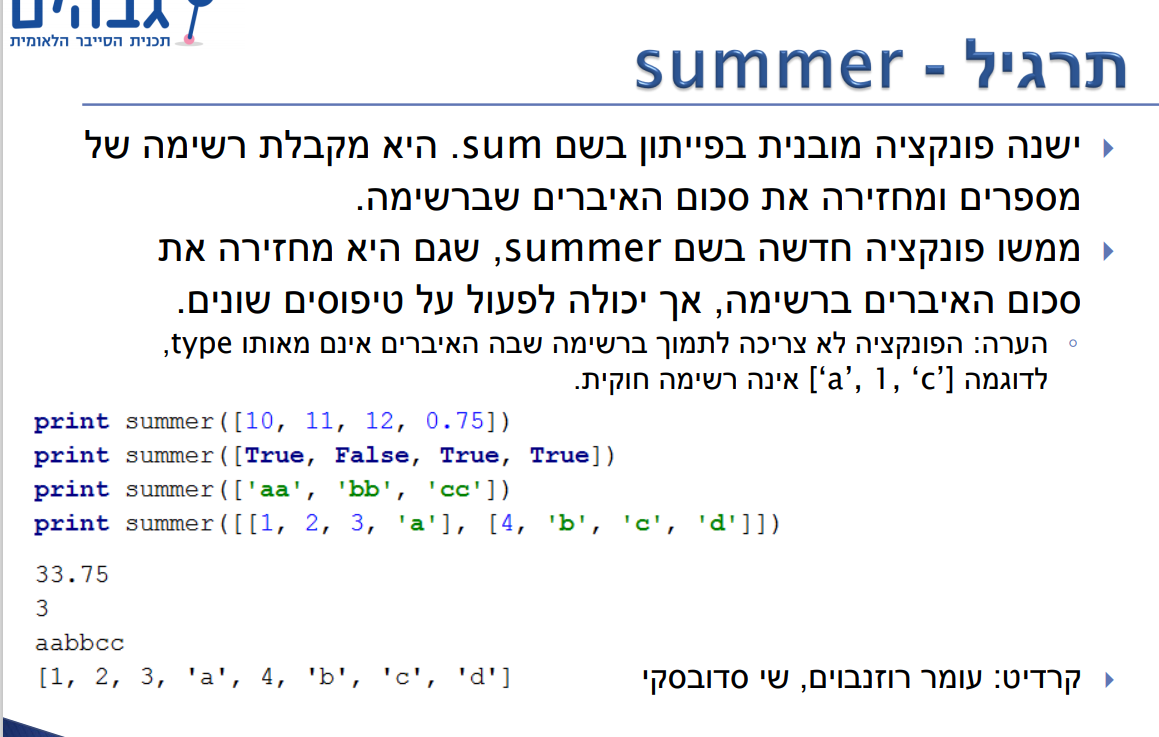 גבהים
תכנית הסייבר הלאומית
תרגיל - summer
ישנה פונקציה מובנית בפייתון בשם sum. היא מקבלת רשימה של
מספרים ומחזירה את סכום האיברים שברשימה.
ממשו פונקציה חדשה בשם summer, שגם היא מחזירה את
סכום האיברים ברשימה, אך יכולה לפעול על טיפוסים שונים.
הערה: הפונקציה לא צריכה לתמוך ברשימה שבה האיברים אינם מאותו type,
לדוגמה [‘a’, 1, ‘c’] אינה רשימה חוקית.
print summer([10, 11, 12, 0.75])
print summer([True, False, True, True])
print summer(['aa', 'bb', 'cc'])
print summer([[1, 2, 3, 'a'], [4, 'b', 'c', 'd']])
33.75
3
aabbcc
[1, 2, 3, 'a', 4, 'b', 'c', 'd']
קרדיט: עומר רוזנבוים, שי סדובסקי